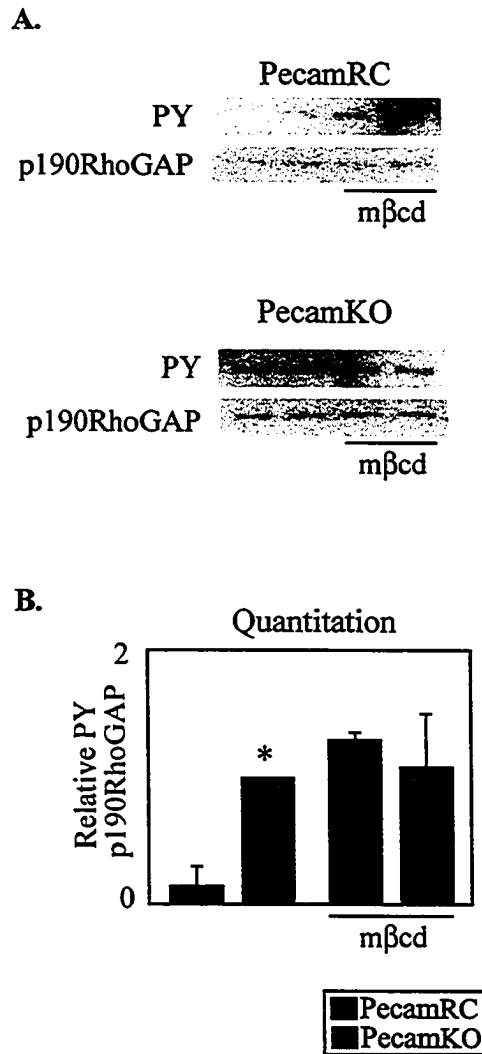 A.
PecamRC
PY
p190RhoGAP
mβcd
PecamKO
PY
p190RhoGAP
mβcd
B.
Quantitation
2
Relative PY
p190RhoGAP
*
0
mβcd
PecamRC
PecamKO